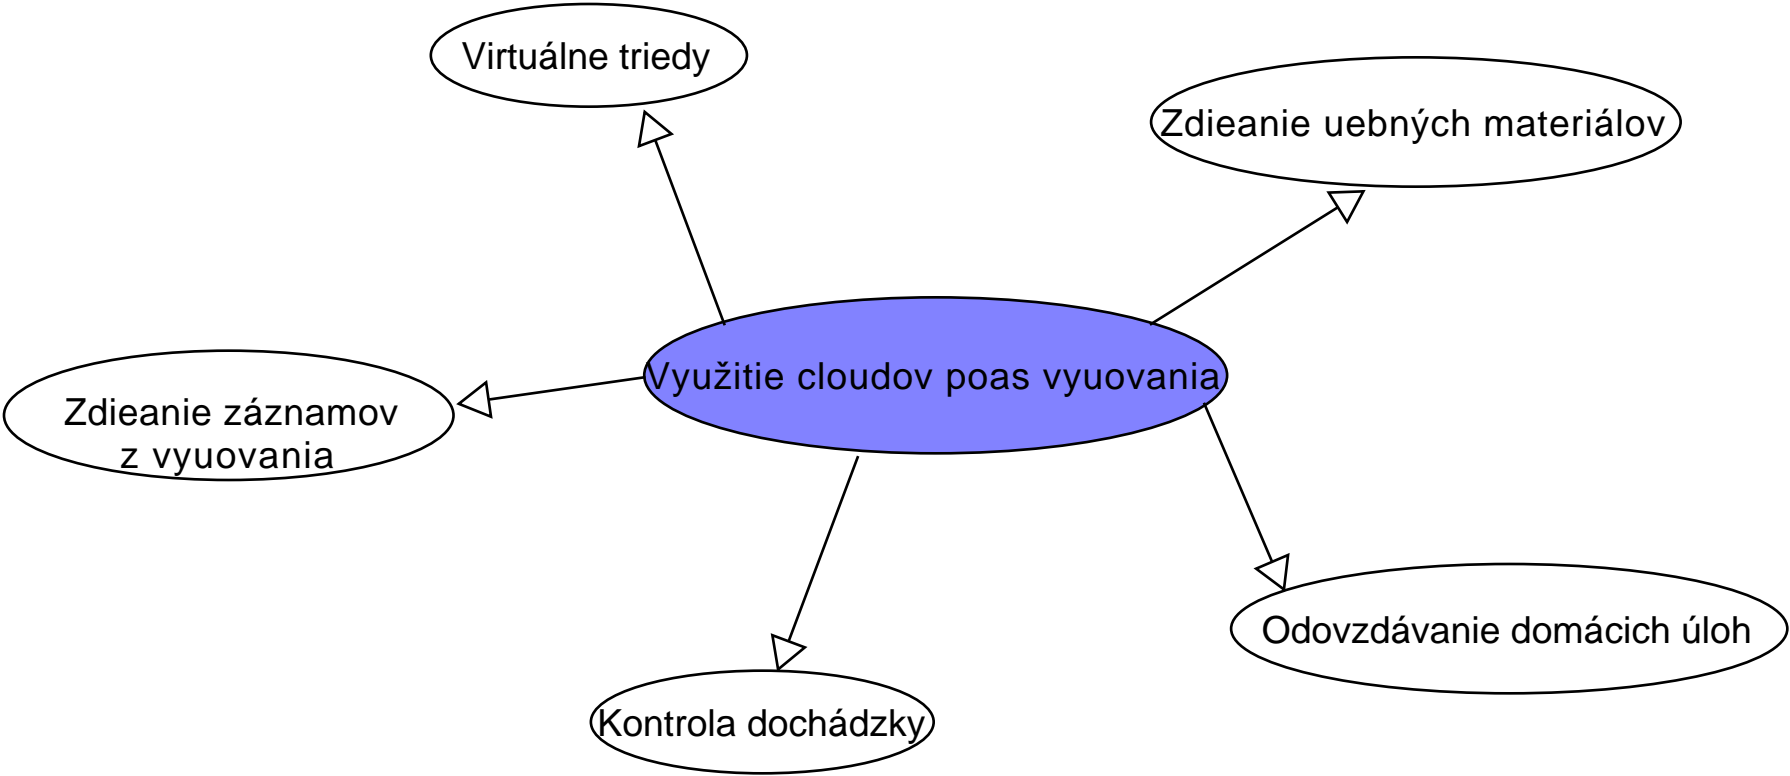 Virtuálne triedy
Zdieanie uebných materiálov
Využitie cloudov poas vyuovania
Zdieanie záznamov
z vyuovania
Odovzdávanie domácich úloh
Kontrola dochádzky